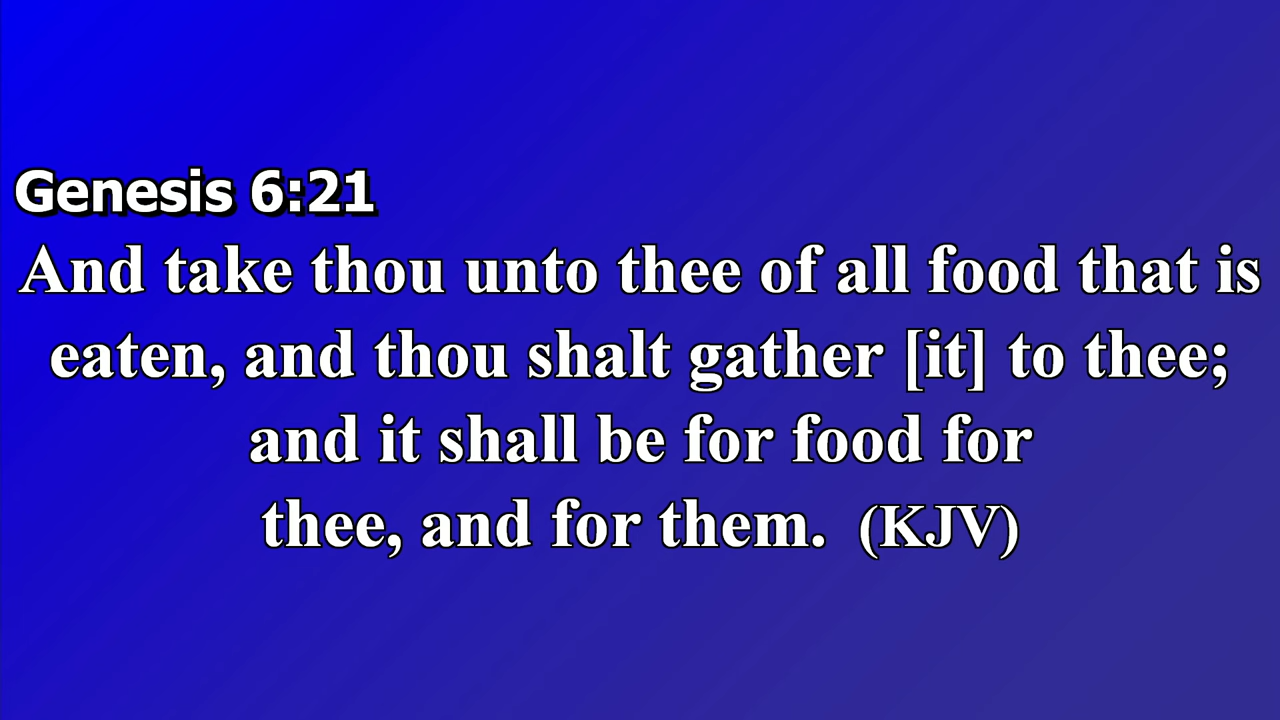 Genesis 6:21
And take thou unto thee of all food that is
eaten, and thou shalt gather [it] to thee;
and it shall be for food for
thee, and for them. (KJV)